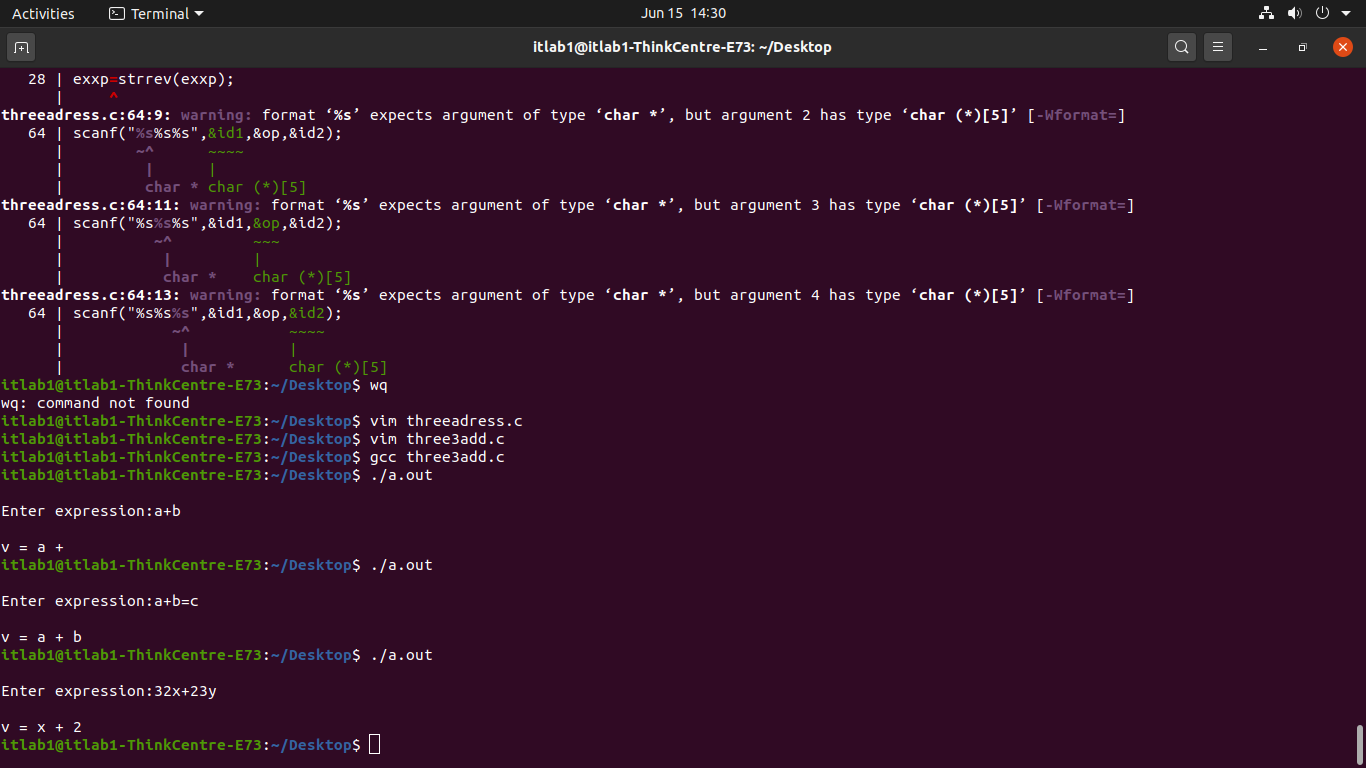 Activities Terminal Jun 15 14:30
itlab1@itlab1-ThinkCentre-E73: ~/Desktop
28 | exxp=strrev(exxp);
| ^
threeadress.c:64:9: warning: format ‘%s’ expects argument of type ‘char *’, but argument 2 has type ‘char (*)[5]’ [-Wformat=]
64 | scanf("%s%s%s",&id1,&op,&id2);
| ~^ ~~~~
| | |
| char * char (*)[5]
threeadress.c:64:11: warning: format ‘%s’ expects argument of type ‘char *’, but argument 3 has type ‘char (*)[5]’ [-Wformat=]
64 | scanf("%s%s%s",&id1,&op,&id2);
| ~^ ~~~
| | |
| char * char (*)[5]
threeadress.c:64:13: warning: format ‘%s’ expects argument of type ‘char *’, but argument 4 has type ‘char (*)[5]’ [-Wformat=]
64 | scanf("%s%s%s",&id1,&op,&id2);
| ~^ ~~~~
| | |
| char * char (*)[5]
itlab1@itlab1-ThinkCentre-E73:~/Desktop$ wq
wq: command not found
itlab1@itlab1-ThinkCentre-E73:~/Desktop$ vim threeadress.c
itlab1@itlab1-ThinkCentre-E73:~/Desktop$ vim three3add.c
itlab1@itlab1-ThinkCentre-E73:~/Desktop$ gcc three3add.c
itlab1@itlab1-ThinkCentre-E73:~/Desktop$ ./a.out
Enter expression:a+b
v = a +
itlab1@itlab1-ThinkCentre-E73:~/Desktop$ ./a.out
Enter expression:a+b=c
v = a + b
itlab1@itlab1-ThinkCentre-E73:~/Desktop$ ./a.out
Enter expression:32x+23y
v = x + 2
itlab1@itlab1-ThinkCentre-E73:~/Desktop$